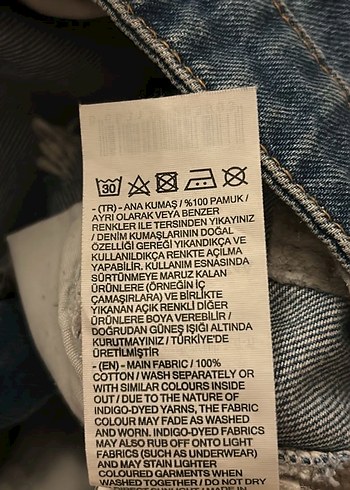 30
- (TR) - ANA KUMAŞ / %100 PAMUK /
AYRI OLARAK VEYA BENZER
RENKLER İLE TERSİNDEN YIKAYINIZ
/ DENİM KUMAŞLARININ DOĞAL
ÖZELLİĞİ GEREĞİ YIKANDIKÇA VE
KULLANILDIKÇA RENKTE AÇILMA
YAPABİLİR. KULLANIM ESNASINDA
SÜRTÜNMEYE MARUZ KALAN
ÜRÜNLERE (ÖRNEĞİN İÇ
ÇAMAŞIRLARA) VE BİRLİKTE
YIKANAN AÇIK RENKLİ DİĞER
ÜRÜNLERE BOYA VEREBİLİR /
DOĞRUDAN GÜNEŞ IŞIĞI ALTINDA
KURUTMAYINIZ / TÜRKİYE'DE
ÜRETİLMİŞTİR
- (EN) - MAIN FABRIC / 100%
COTTON / WASH SEPARATELY OR
WITH SIMILAR COLOURS INSIDE
OUT / DUE TO THE NATURE OF
INDIGO-DYED YARNS, THE FABRIC
COLOUR MAY FADE AS WASHED
AND WORN. INDIGO-DYED FABRICS
MAY ALSO RUB OFF ONTO LIGHT
FABRICS (SUCH AS UNDERWEAR)
AND MAY STAIN LIGHTER
COLOURED GARMENTS WHEN
WASHED TOGETHER / DO NOT DRY